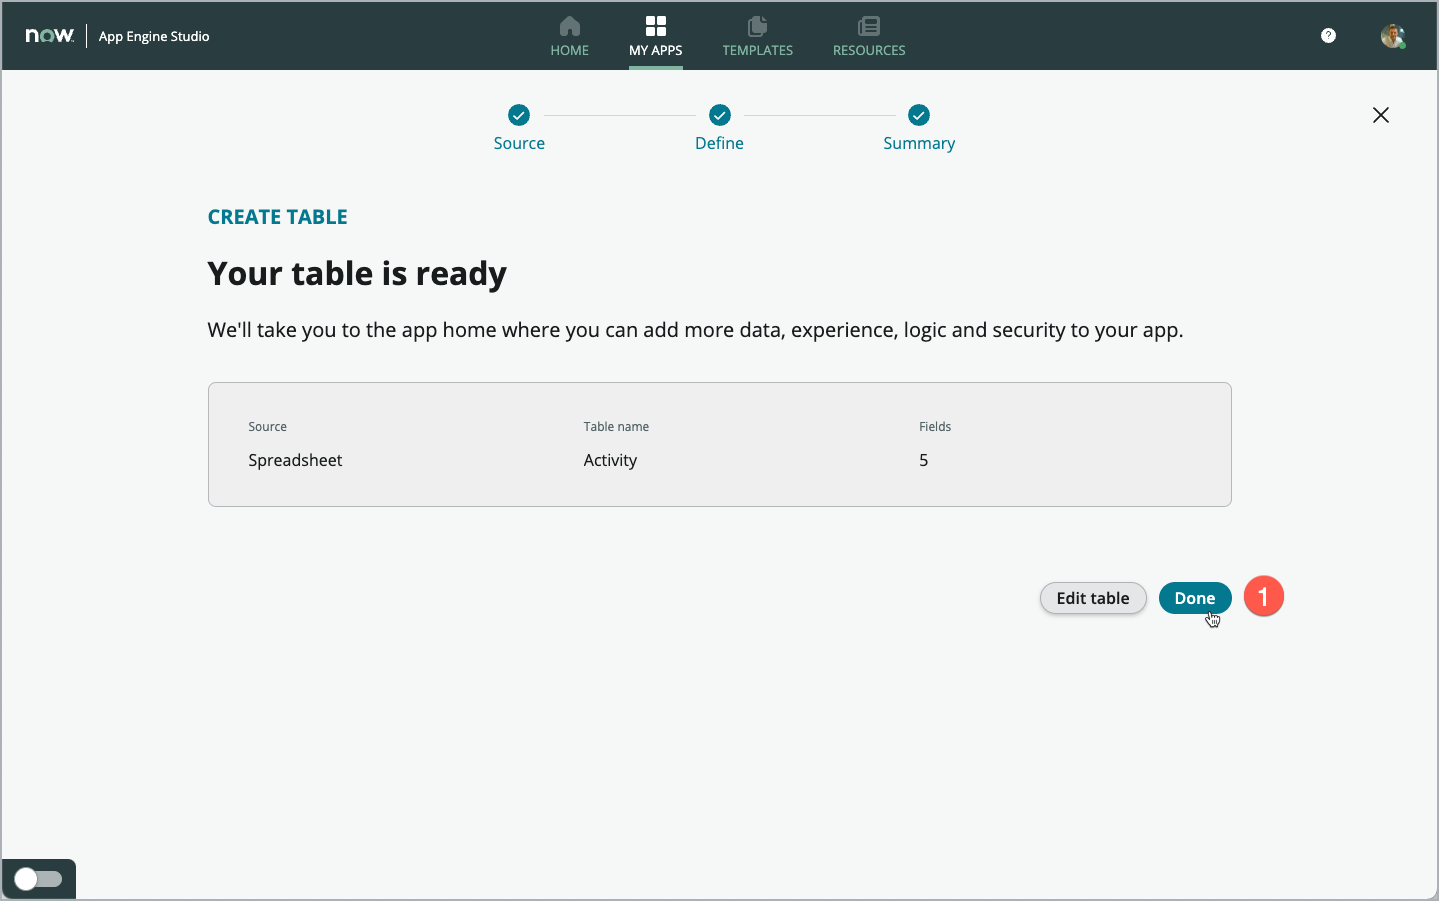 now App Engine Studio
HOME
MY APPS
TEMPLATES
RESOURCES
?
Source
Define
Summary
CREATE TABLE
Your table is ready
We'll take you to the app home where you can add more data, experience, logic and security to your app.
Source
Table name
Fields
Spreadsheet
Activity
5
Edit table
Done
1